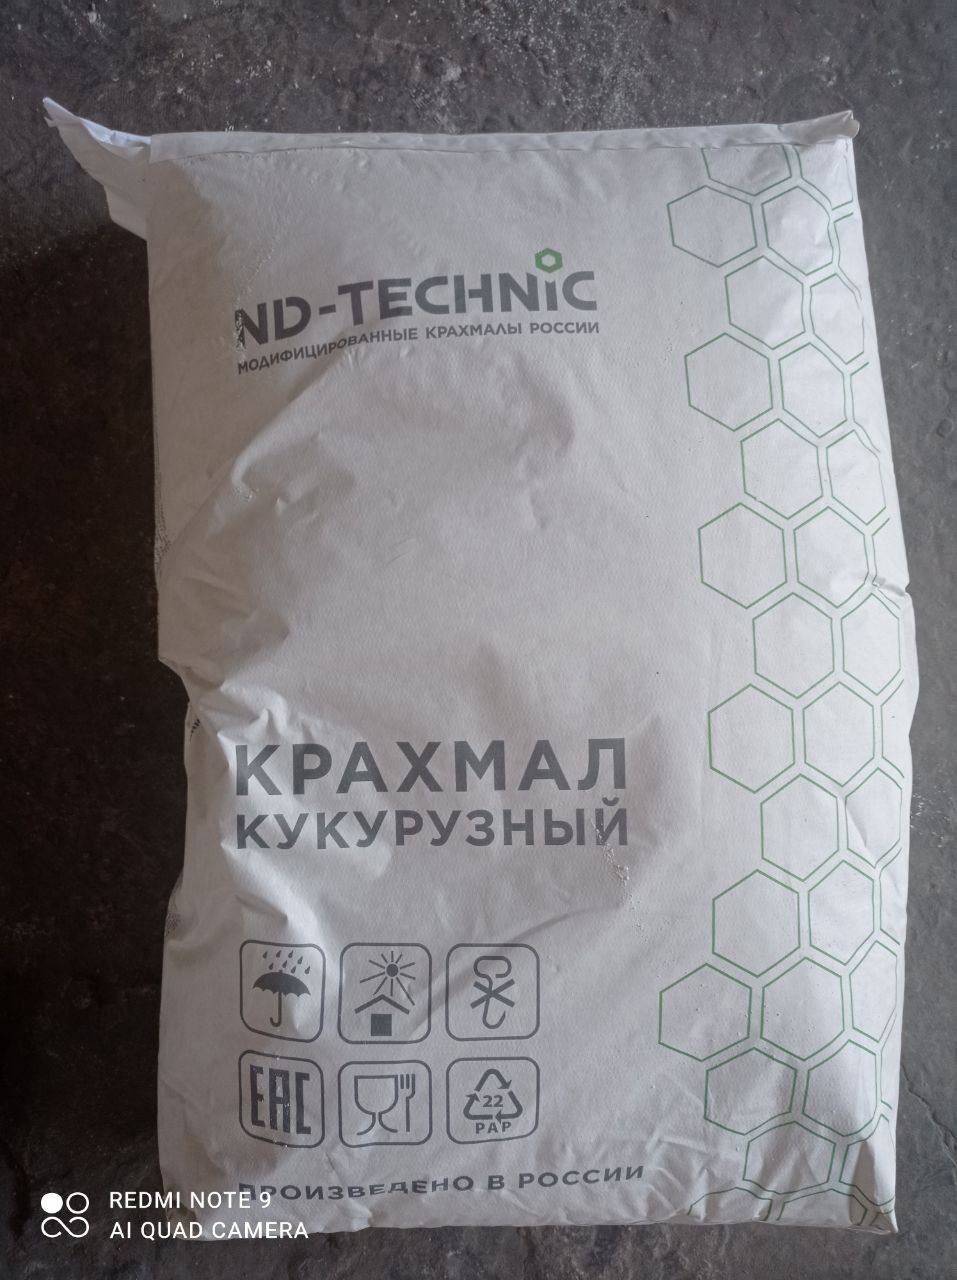 ND-TECHNIC
МОДИФИЦИРОВАННЫЕ КРАХМАЛЫ РОССИИ
КРАХМАЛ
КУКУРУЗНЫЙ
EAC
22
PAP
ПРОИЗВЕДЕНО В РОССИИ
REDMI NOTE 9
AI QUAD CAMERA